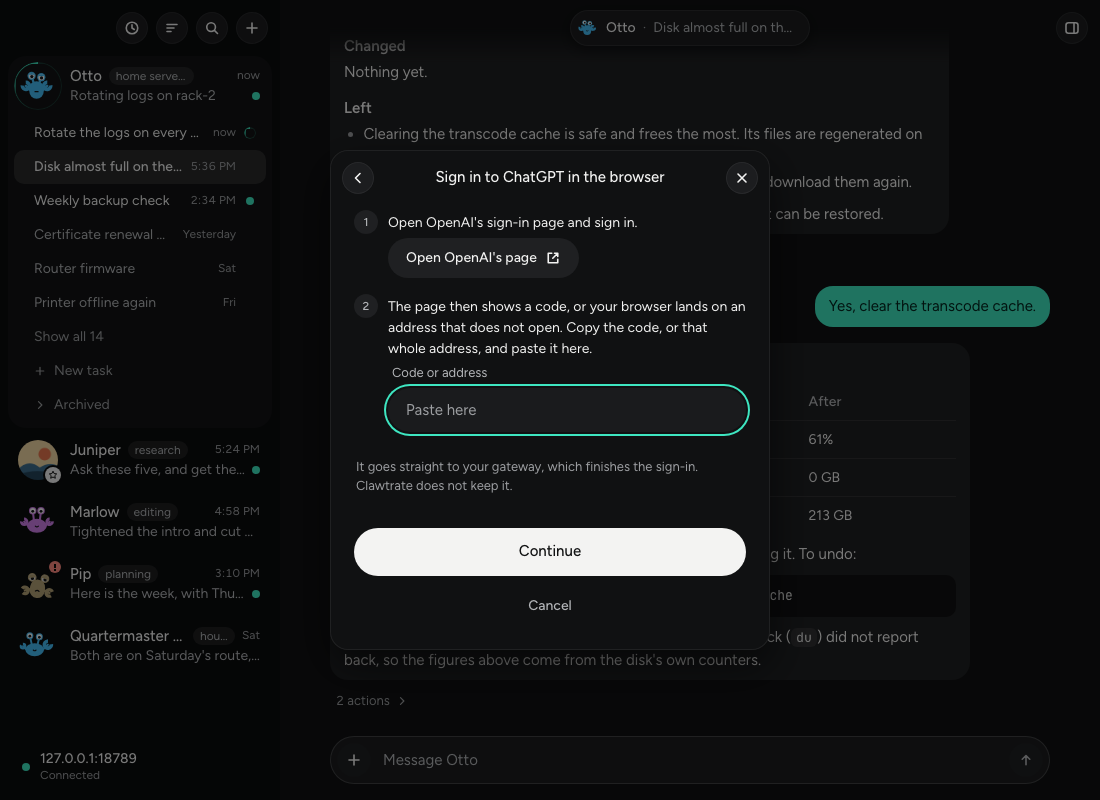 Otto home serve... now
Rotating logs on rack-2
Rotate the logs on every ... now
Disk almost full on the... 5:36 PM
Weekly backup check 2:34 PM
Certificate renewal ... Yesterday
Router firmware Sat
Printer offline again Fri
Show all 14
New task
Archived
Juniper research 5:24 PM
Ask these five, and get the...
Marlow editing 4:58 PM
Tightened the intro and cut ...
Pip planning 3:10 PM
Here is the week, with Thu...
Quartermaster ... hou... Sat
Both are on Saturday's route,...
127.0.0.1:18789
Connected
Otto · Disk almost full on th...
Changed
Nothing yet.
Left
Clearing the transcode cache is safe and frees the most. Its files are regenerated on
download them again.
can be restored.
Yes, clear the transcode cache.
After
61%
0 GB
213 GB
g it. To undo:
che
ck (du) did not report
back, so the figures above come from the disk's own counters.
2 actions
Message Otto
Sign in to ChatGPT in the browser
1 Open OpenAI's sign-in page and sign in.
Open OpenAI's page
2 The page then shows a code, or your browser lands on an
address that does not open. Copy the code, or that
whole address, and paste it here.
Code or address
Paste here
It goes straight to your gateway, which finishes the sign-in.
Clawtrate does not keep it.
Continue
Cancel